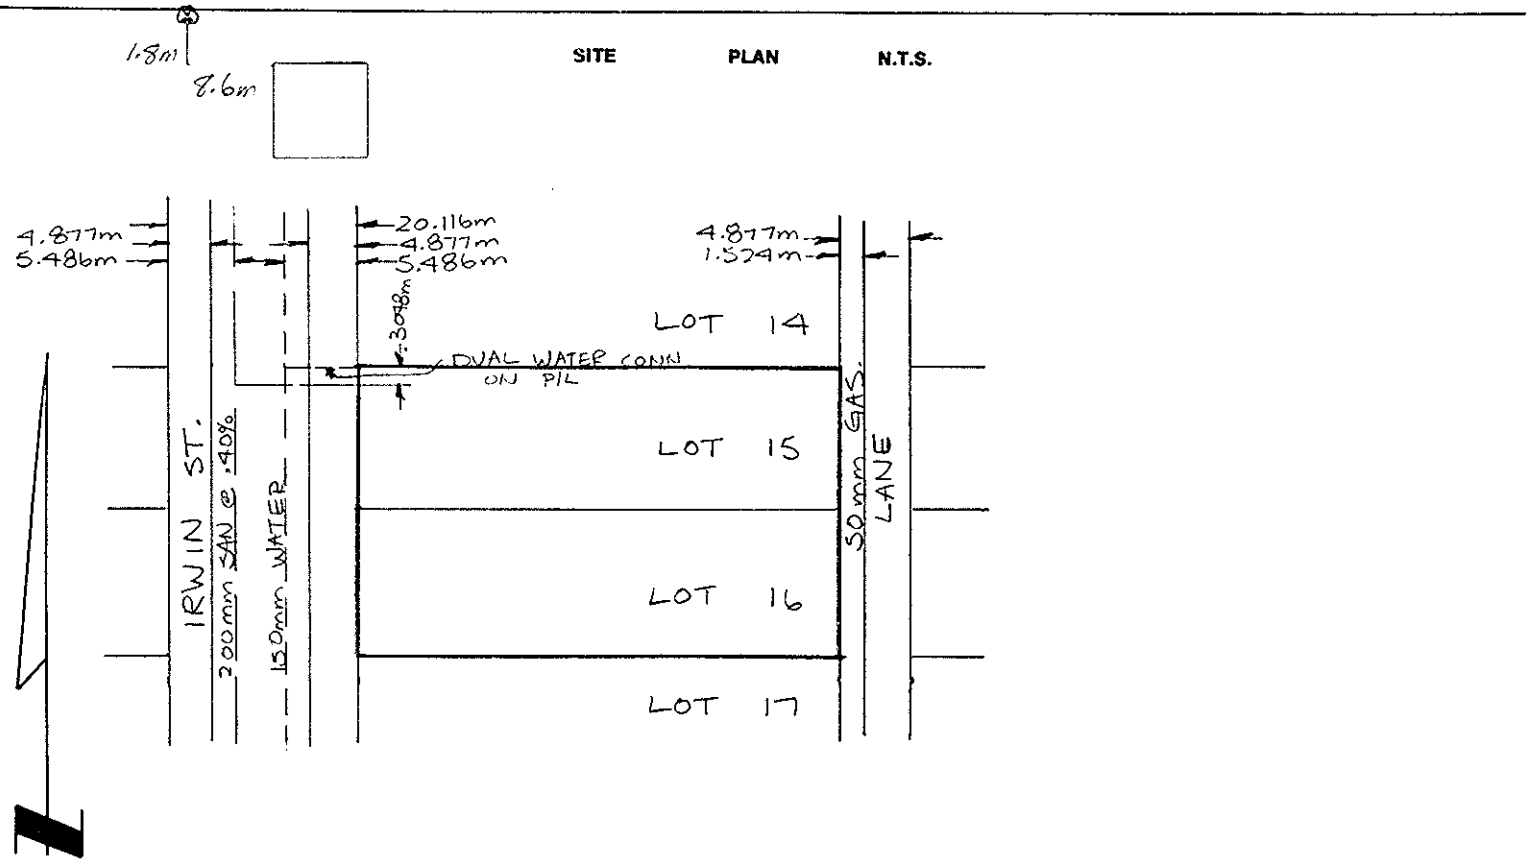 1.8m
SITE PLAN N.T.S.
8.6m
4.877m
5.486m
20.116m
4.877m
5.486m
4.877m
1.524m
.3048m
LOT 14
DUAL WATER CONN
ON P/L
IRWIN ST.
200mm SAN @ .40%
150mm WATER
LOT 15
50mm GAS.
LANE
LOT 16
LOT 17
N